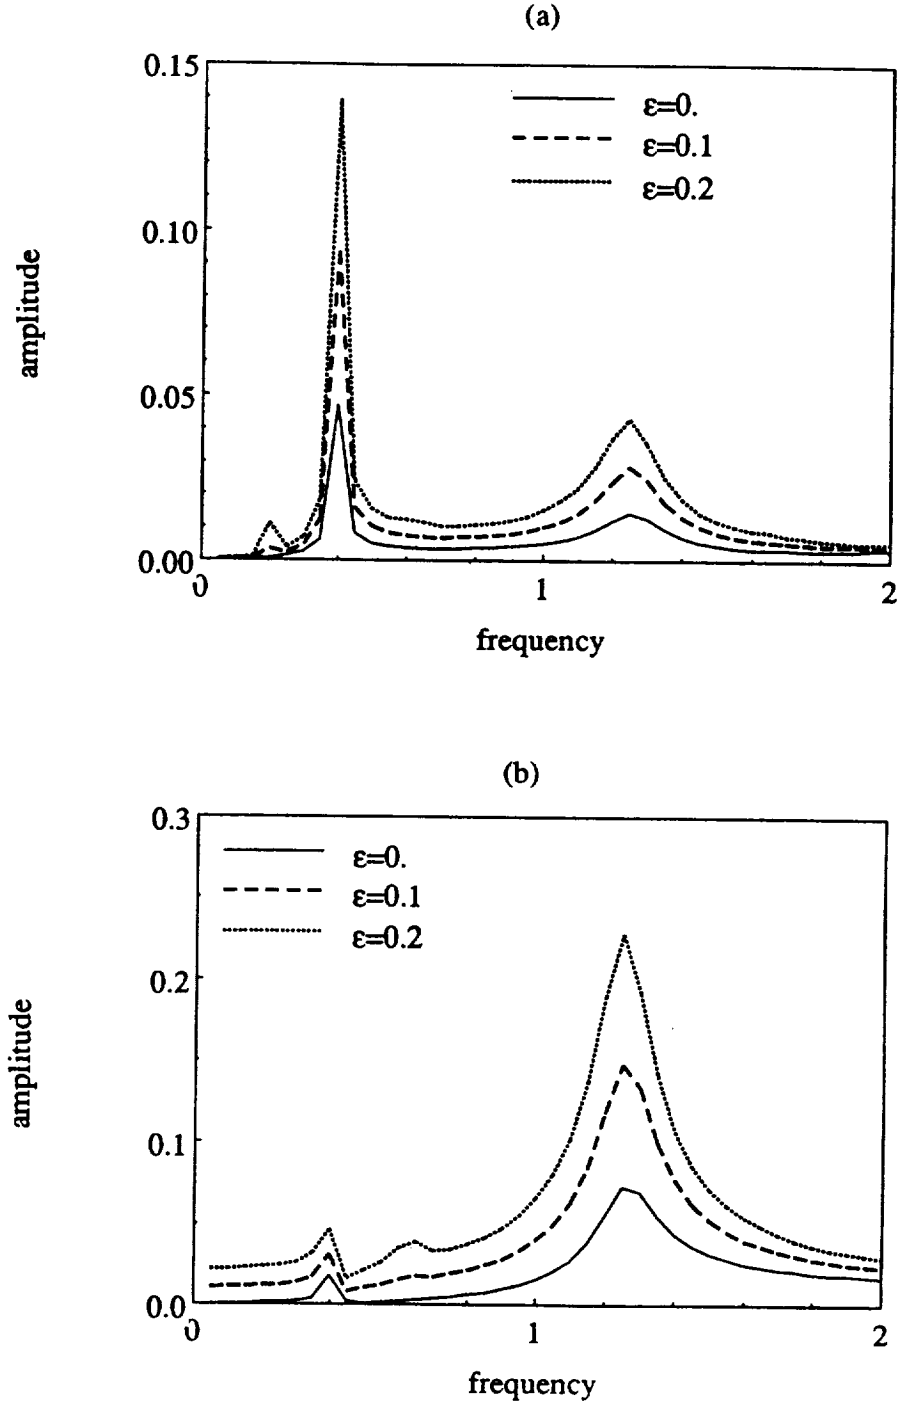 (a)
0.15
0.10
0.05
0.00
amplitude
ε=0.
ε=0.1
ε=0.2
0
1
2
frequency
(b)
0.3
0.2
0.1
0.0
amplitude
ε=0.
ε=0.1
ε=0.2
0
1
2
frequency